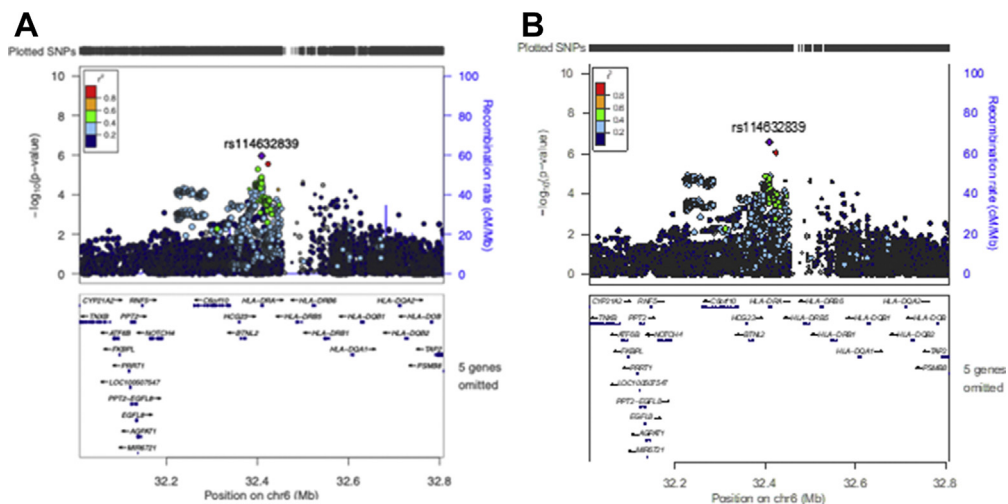 A
Plotted SNPs
10
8
6
4
2
0
−log10(p−value)
r²
0.8
0.6
0.4
0.2
rs114632839
100
80
60
40
20
0
Recombination rate (cM/Mb)
CYP21A2 RNF5 C6orf10 HLA−DRA HLA−DRB6 HLA−DQA2
TNXB PPT2 HCG23 HLA−DRB5 HLA−DQB1 HLA−DOB
ATF6B NOTCH4 BTNL2 HLA−DRB1 HLA−DQB2
FKBPL HLA−DQA1 TAP2
PRRT1 PSMB8
LOC100507547
PPT2−EGFL8
EGFL8
AGPAT1
MIR6721
5 genes
omitted
32.2 32.4 32.6 32.8
Position on chr6 (Mb)
B
Plotted SNPs
10
8
6
4
2
0
−log10(p−value)
r²
0.8
0.6
0.4
0.2
rs114632839
100
80
60
40
20
0
Recombination rate (cM/Mb)
CYP21A2 RNF5 C6orf10 HLA−DRA HLA−DRB6 HLA−DQA2
TNXB PPT2 HCG23 HLA−DRB5 HLA−DQB1 HLA−DOB
ATF6B NOTCH4 BTNL2 HLA−DRB1 HLA−DQB2
FKBPL HLA−DQA1 TAP2
PRRT1 PSMB8
LOC100507547
PPT2−EGFL8
EGFL8
AGPAT1
MIR6721
5 genes
omitted
32.2 32.4 32.6 32.8
Position on chr6 (Mb)